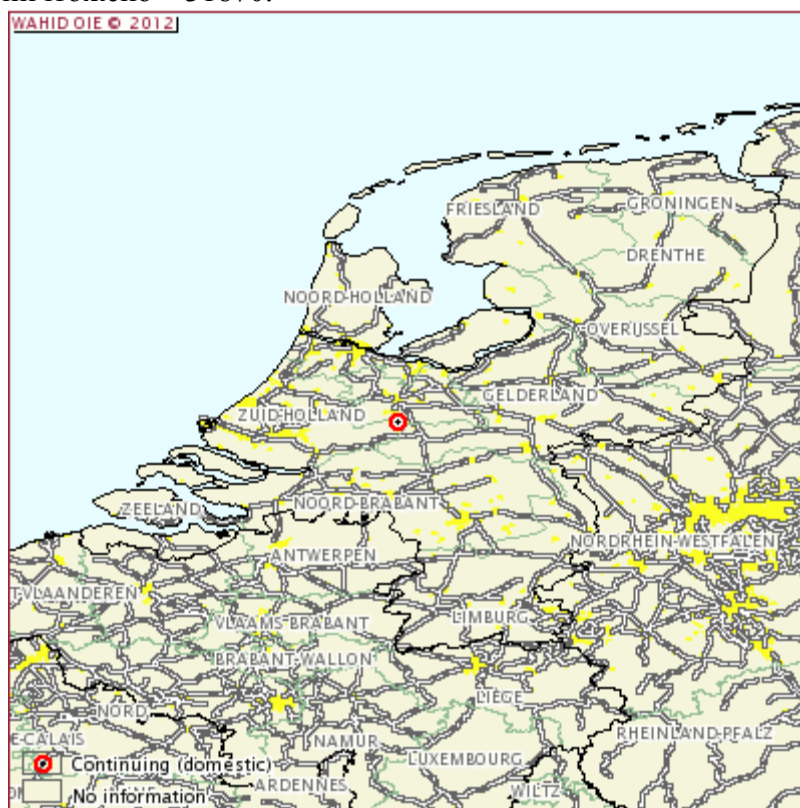 WAHID OIE © 2012
GRONINGEN
FRIESLAND
DRENTHE
NOORD-HOLLAND
OVERIJSSEL
GELDERLAND
ZUID-HOLLAND
NOORD-BRABANT
ZEELAND
NORDRHEIN-WESTFALEN
ANTWERPEN
T-VLAANDEREN
LIMBURG
VLAAMS-BRABANT
BRABANT-WALLON
LIÈGE
NORD
RHEINLAND-PFALZ
E-CALAIS
NAMUR
LUXEMBOURG
Continuing (domestic)
ARDENNES
WILTZ
No information